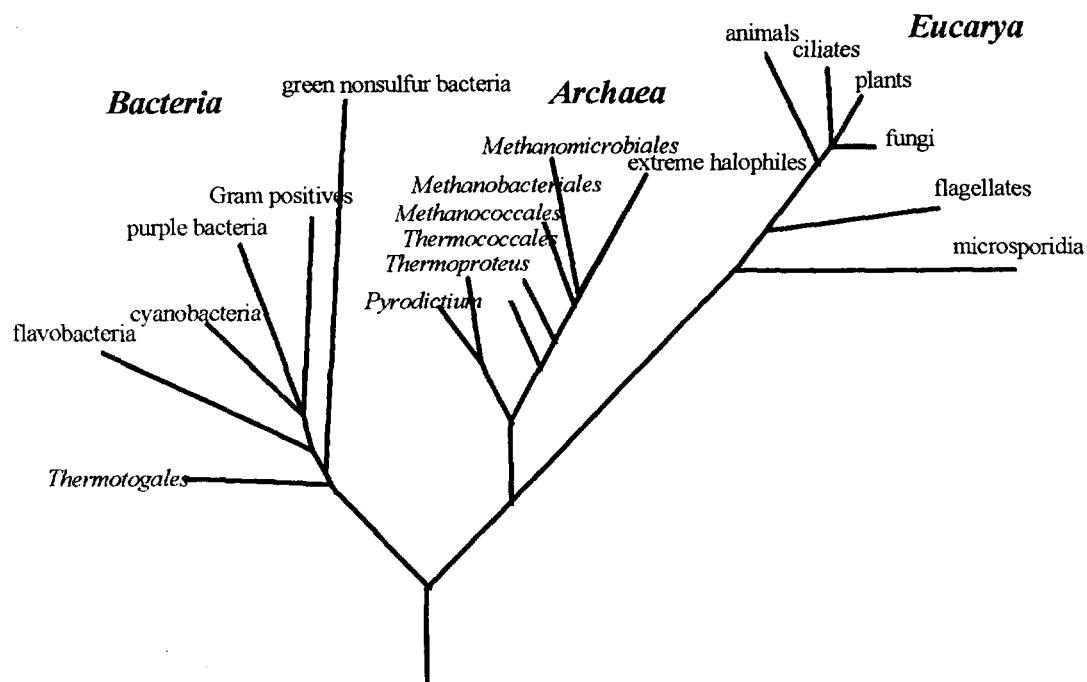 Eucarya
animals
ciliates
plants
fungi
flagellates
microsporidia
Archaea
Methanomicrobiales
extreme halophiles
Methanobacteriales
Methanococcales
Thermococcales
Thermoproteus
Pyrodictium
Bacteria
green nonsulfur bacteria
Gram positives
purple bacteria
cyanobacteria
flavobacteria
Thermotogales